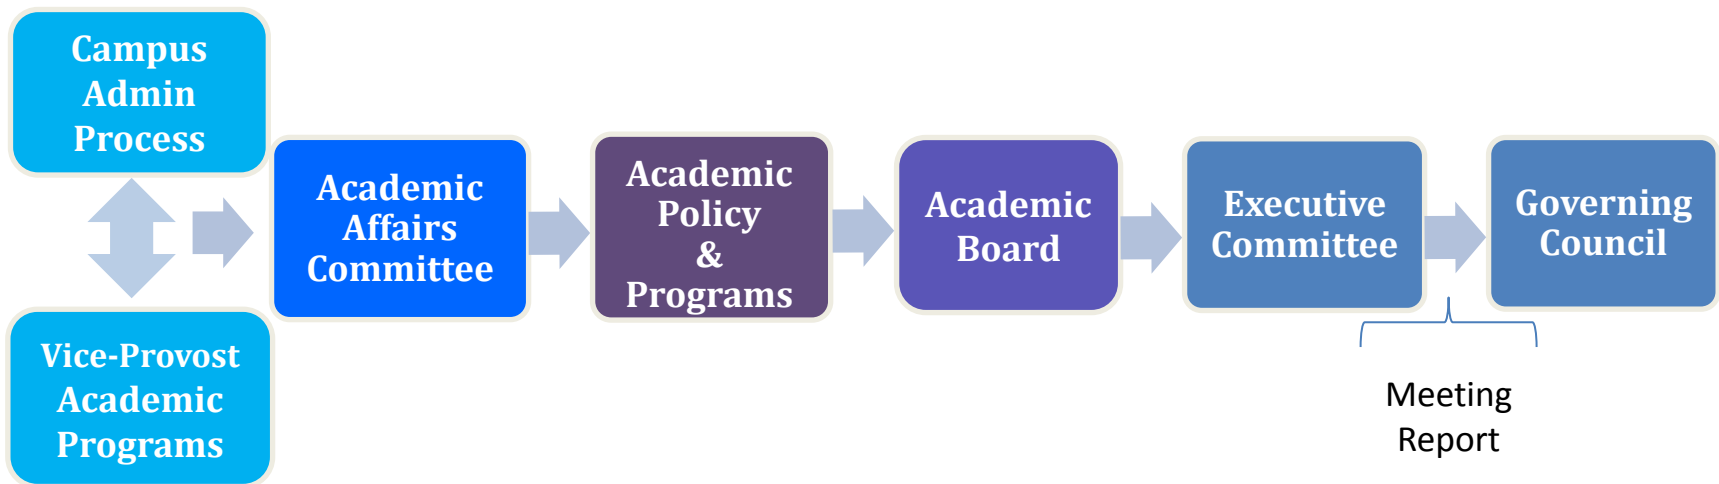 Campus
Admin
Process
Vice-Provost
Academic
Programs
Academic
Affairs
Committee
Academic
Policy
&
Programs
Academic
Board
Executive
Committee
Governing
Council
Meeting
Report